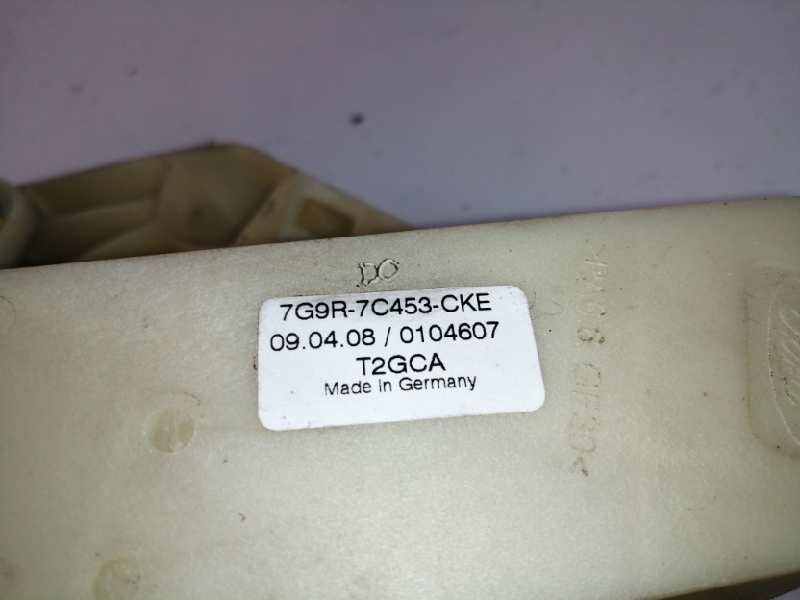 DO
7G9R-7C453-CKE
09.04.08 / 0104607
T2GCA
Made in Germany